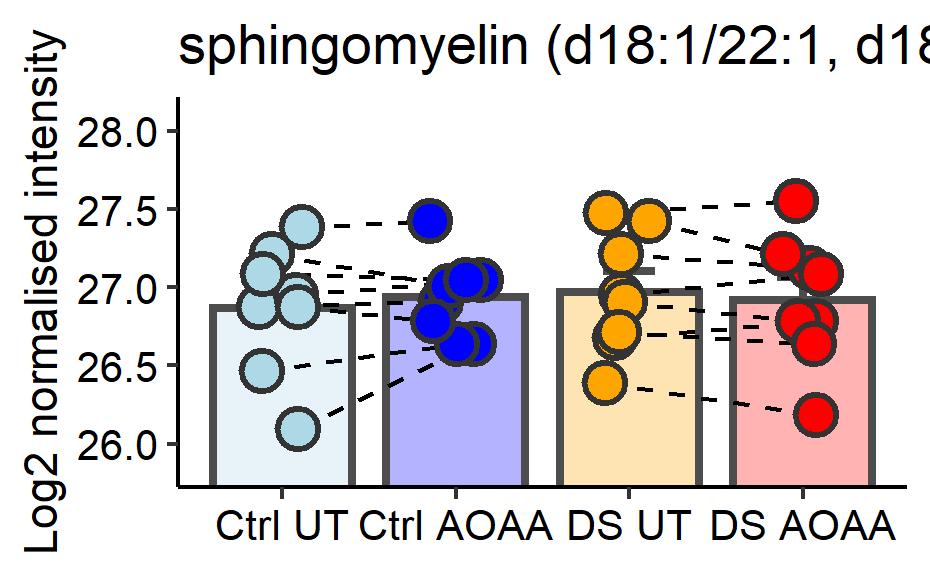 sphingomyelin (d18:1/22:1, d18
Log2 normalised intensity
28.0
27.5
27.0
26.5
26.0
Ctrl UT Ctrl AOAA DS UT DS AOAA